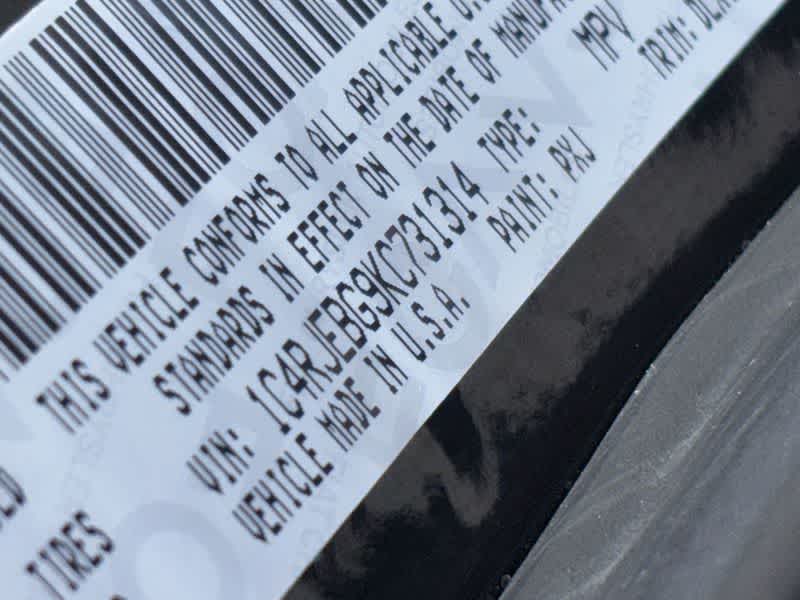 THIS VEHICLE CONFORMS TO ALL APPLICABLE
STANDARDS IN EFFECT ON THE DATE OF
VIN: 1C4RJEBG9KC731314 TYPE: MPV
VEHICLE MADE IN U.S.A. PAINT: PXJ TRIM:
TIRES